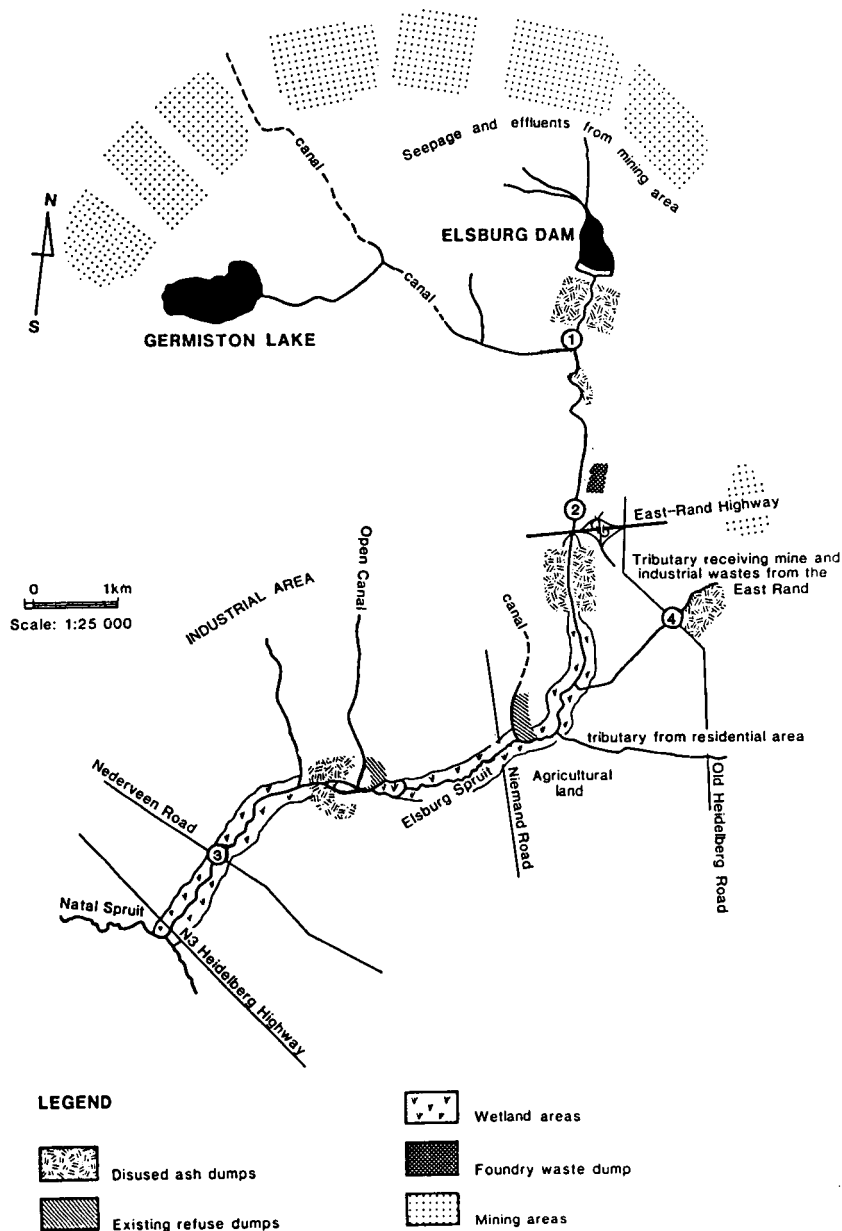 canal
Seepage and effluents from mining area
N
S
ELSBURG DAM
canal
GERMISTON LAKE
1
2
East-Rand Highway
Tributary receiving mine and
industrial wastes from the
East Rand
4
0 1km
Scale: 1:25 000
INDUSTRIAL AREA
Open Canal
canal
tributary from residential area
Nederveen Road
Elsburg Spruit
Niemand Road
Agricultural
land
Old Heidelberg Road
3
Natal Spruit
N3 Heidelberg Highway
LEGEND
Disused ash dumps
Existing refuse dumps
Wetland areas
Foundry waste dump
Mining areas